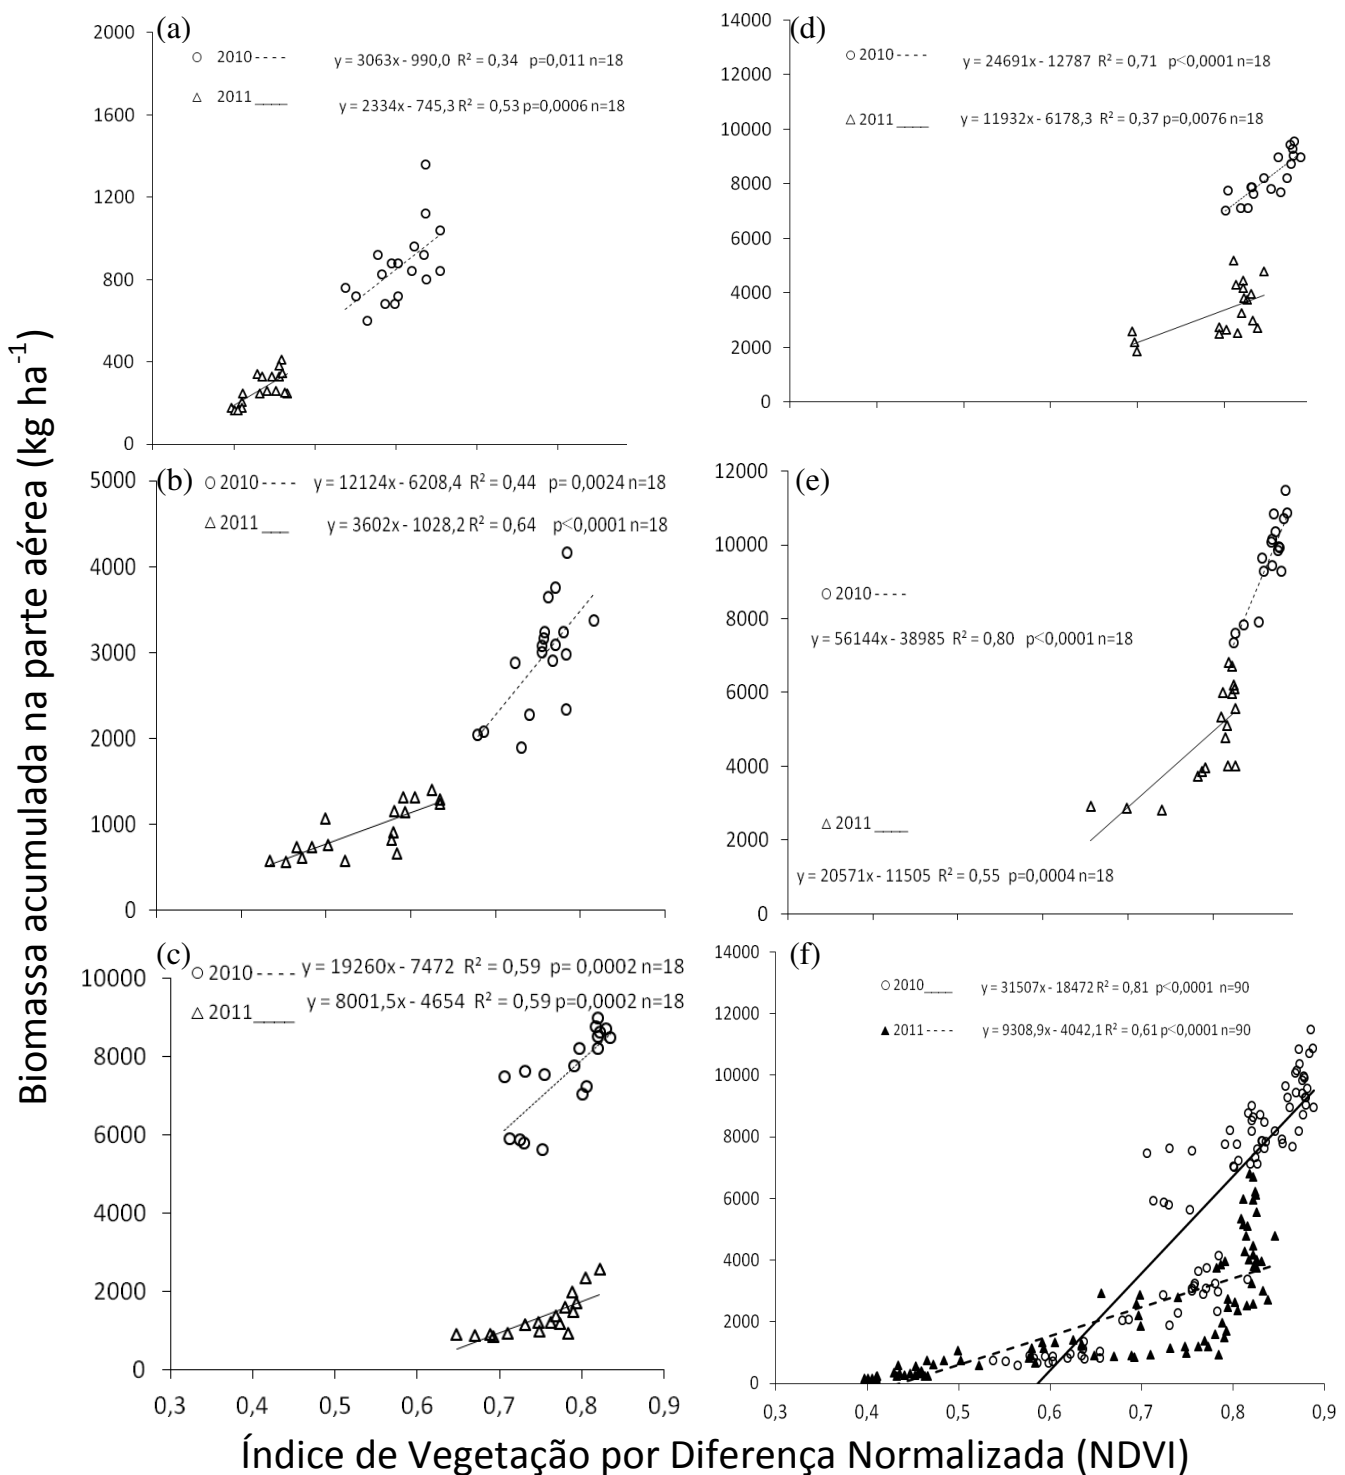 Biomassa acumulada na parte aérea (kg ha⁻¹)
(a)
2010 ----
y = 3063x - 990,0 R² = 0,34 p=0,011 n=18
2011 ___
y = 2334x - 745,3 R² = 0,53 p=0,0006 n=18
2000
1600
1200
800
400
0
(b)
2010 ----
y = 12124x - 6208,4 R² = 0,44 p= 0,0024 n=18
2011 ___
y = 3602x - 1028,2 R² = 0,64 p<0,0001 n=18
5000
4000
3000
2000
1000
0
(c)
2010 ----
y = 19260x - 7472 R² = 0,59 p= 0,0002 n=18
2011 ___
y = 8001,5x - 4654 R² = 0,59 p=0,0002 n=18
10000
8000
6000
4000
2000
0
0,3 0,4 0,5 0,6 0,7 0,8 0,9
(d)
2010 ----
y = 24691x - 12787 R² = 0,71 p<0,0001 n=18
2011 ___
y = 11932x - 6178,3 R² = 0,37 p=0,0076 n=18
14000
12000
10000
8000
6000
4000
2000
0
(e)
2010 ----
y = 56144x - 38985 R² = 0,80 p<0,0001 n=18
2011 ___
y = 20571x - 11505 R² = 0,55 p=0,0004 n=18
12000
10000
8000
6000
4000
2000
0
(f)
2010 ___
y = 31507x - 18472 R² = 0,81 p<0,0001 n=90
2011 ----
y = 9308,9x - 4042,1 R² = 0,61 p<0,0001 n=90
14000
12000
10000
8000
6000
4000
2000
0
0,3 0,4 0,5 0,6 0,7 0,8 0,9
Índice de Vegetação por Diferença Normalizada (NDVI)